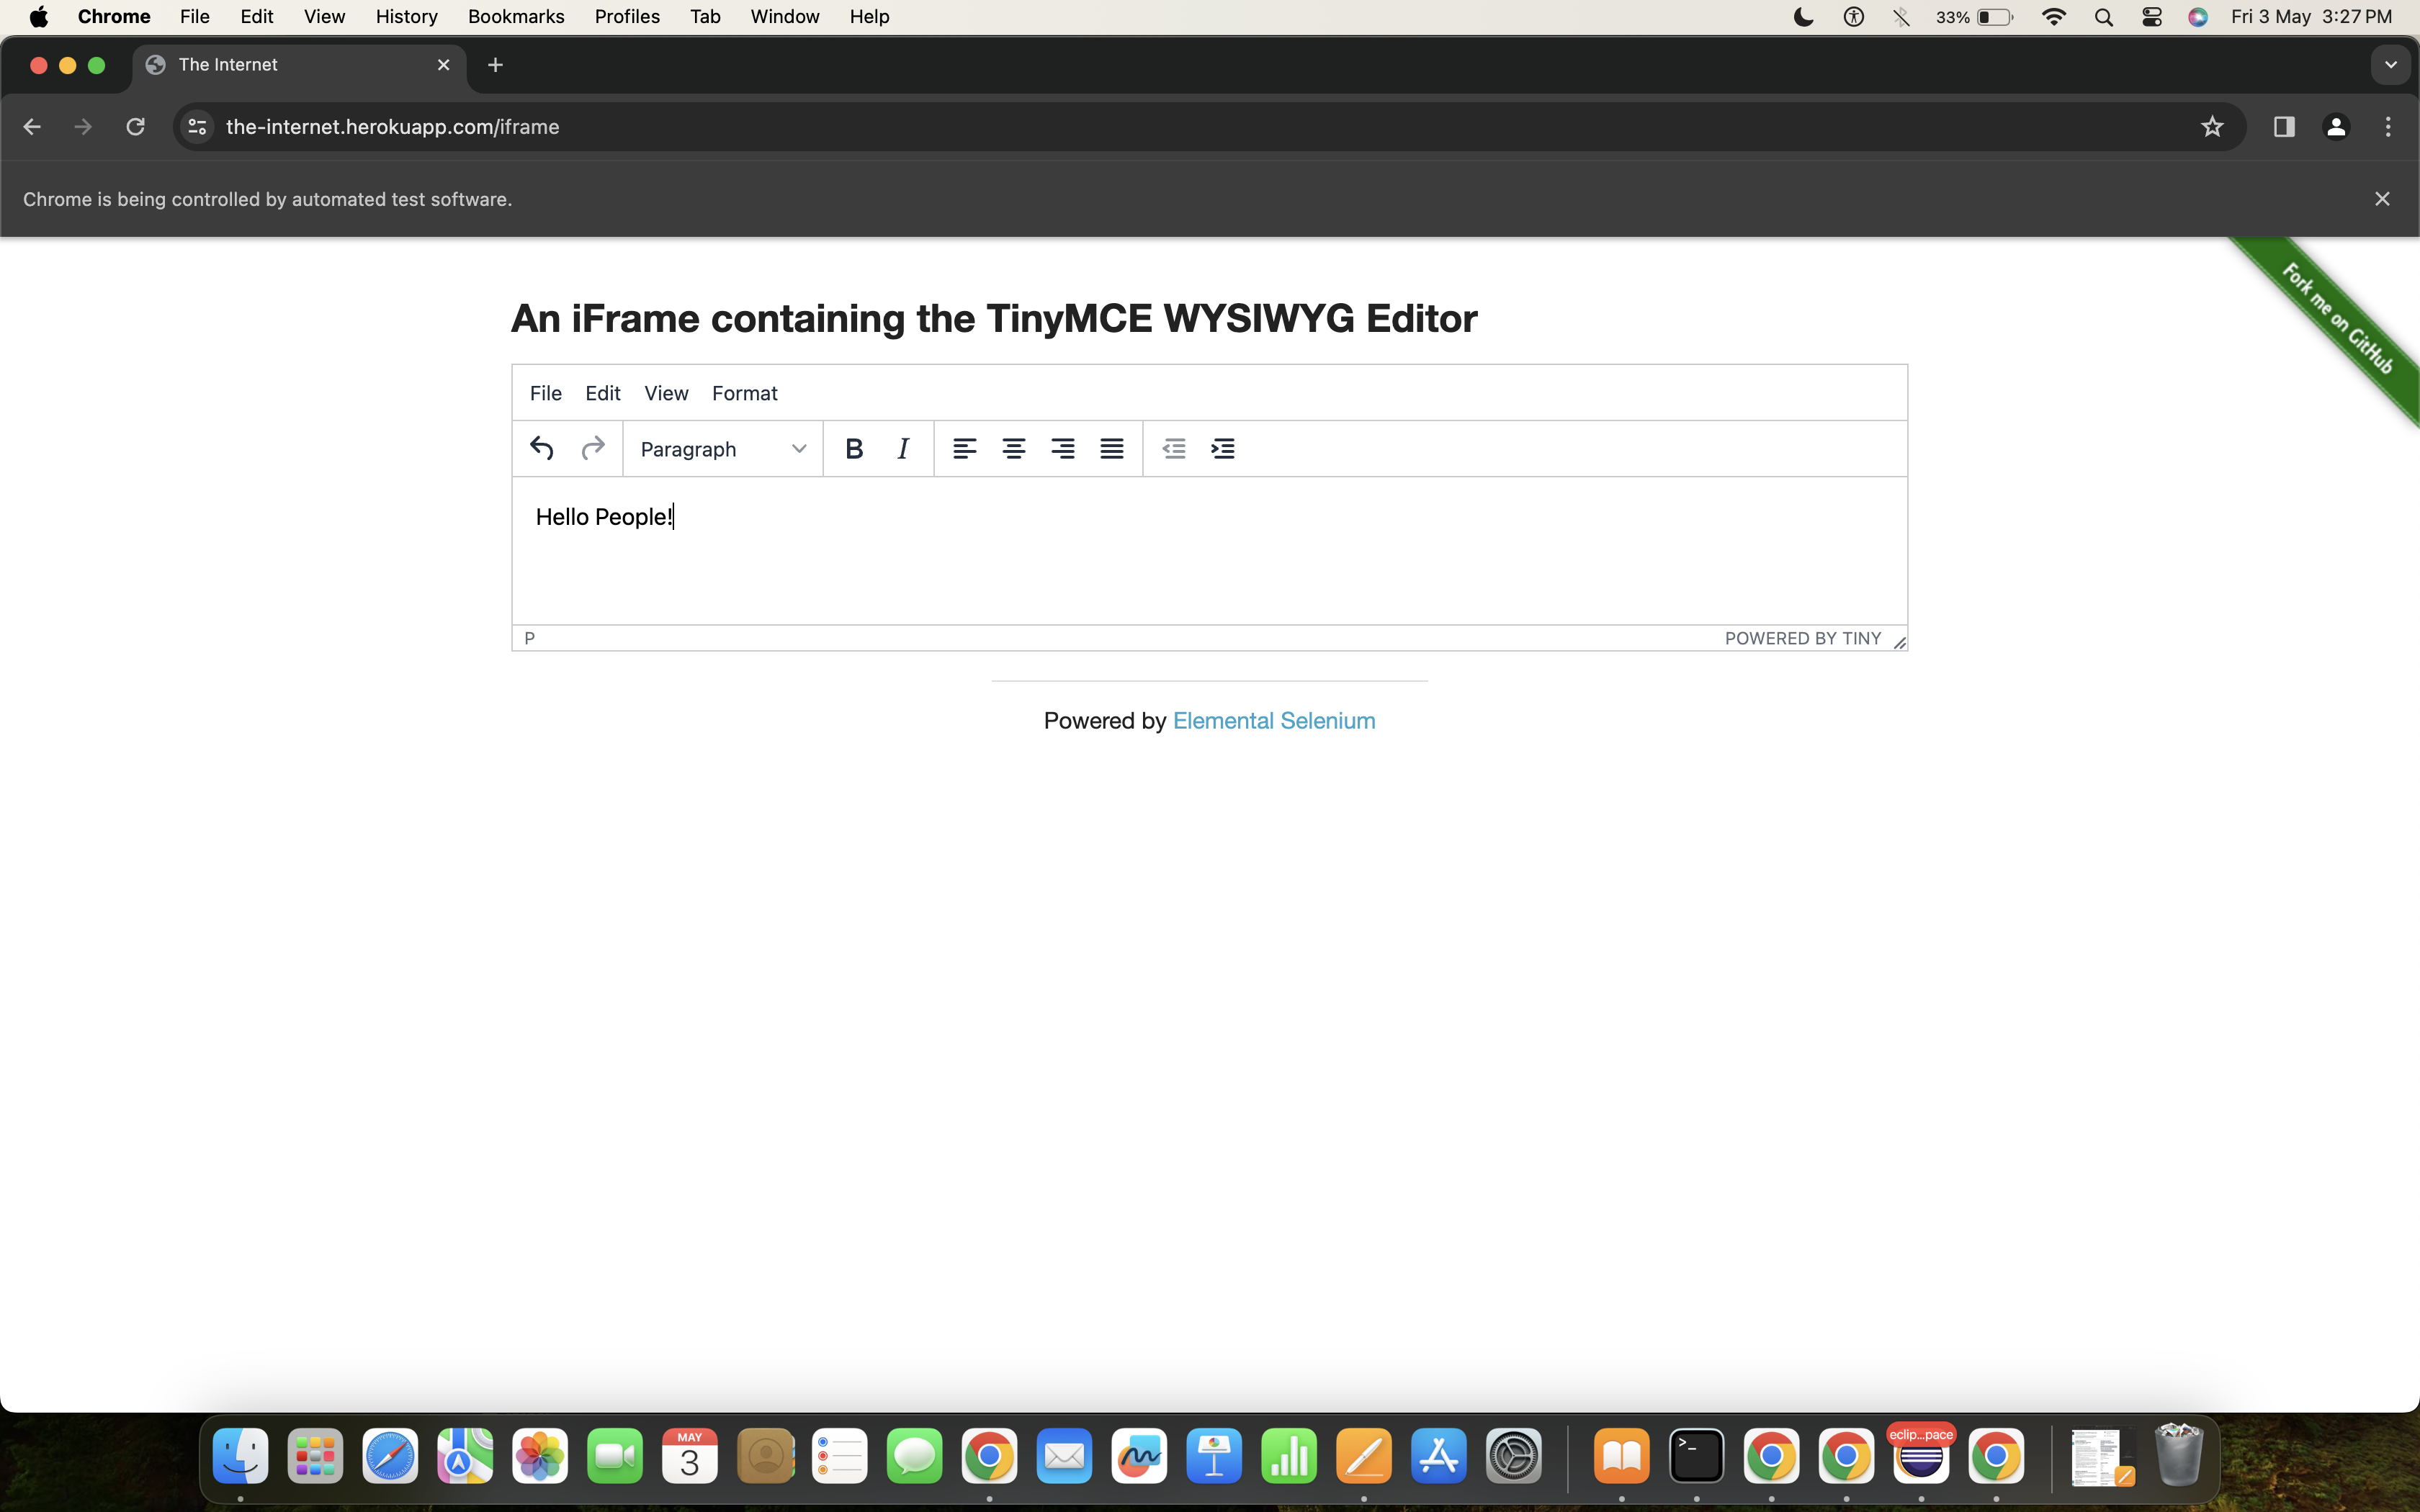 Chrome File Edit View History Bookmarks Profiles Tab Window Help 33% Fri 3 May 3:27 PM
The Internet
the-internet.herokuapp.com/iframe
Chrome is being controlled by automated test software.
Fork me on GitHub
An iFrame containing the TinyMCE WYSIWYG Editor
File Edit View Format
Paragraph B I
Hello People!
P POWERED BY TINY
Powered by Elemental Selenium
MAY
3
eclip...pace